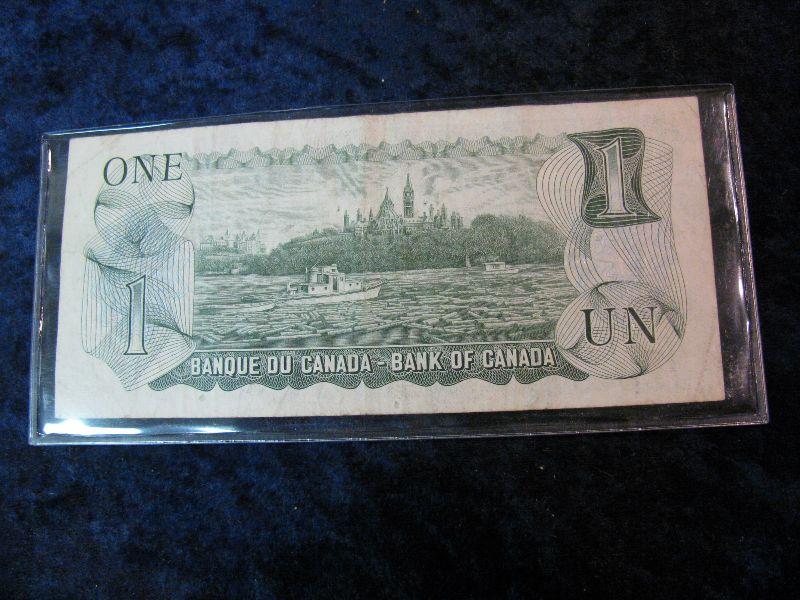 ONE
1
1
UN
BANQUE DU CANADA - BANK OF CANADA